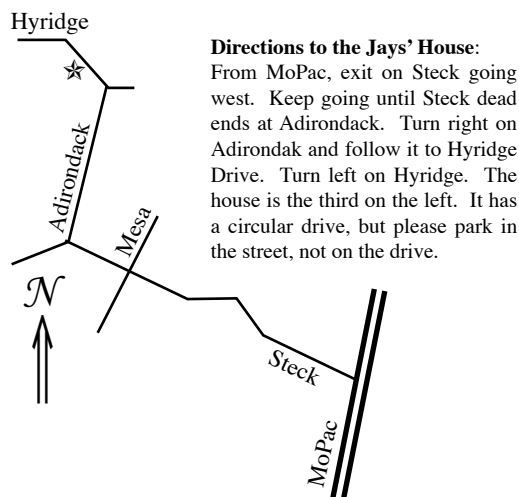 Hyridge
Directions to the Jays' House:
From MoPac, exit on Steck going
west. Keep going until Steck dead
ends at Adirondack. Turn right on
Adirondak and follow it to Hyridge
Drive. Turn left on Hyridge. The
house is the third on the left. It has
a circular drive, but please park in
the street, not on the drive.
Adirondack
Mesa
N
Steck
MoPac